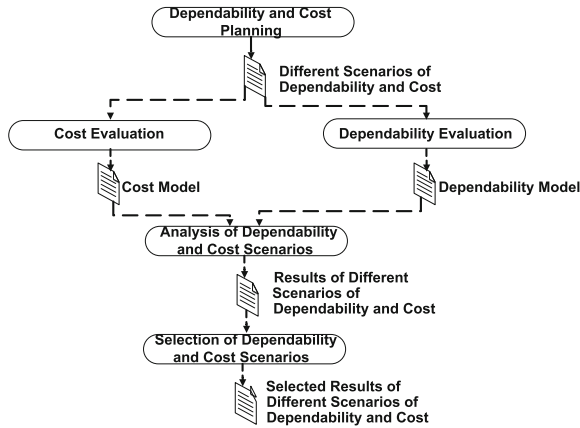 Dependability and Cost
Planning
Different Scenarios of
Dependability and Cost
Cost Evaluation
Dependability Evaluation
Cost Model
Dependability Model
Analysis of Dependability
and Cost Scenarios
Results of Different
Scenarios of
Dependability and Cost
Selection of Dependability
and Cost Scenarios
Selected Results of
Different Scenarios of
Dependability and Cost